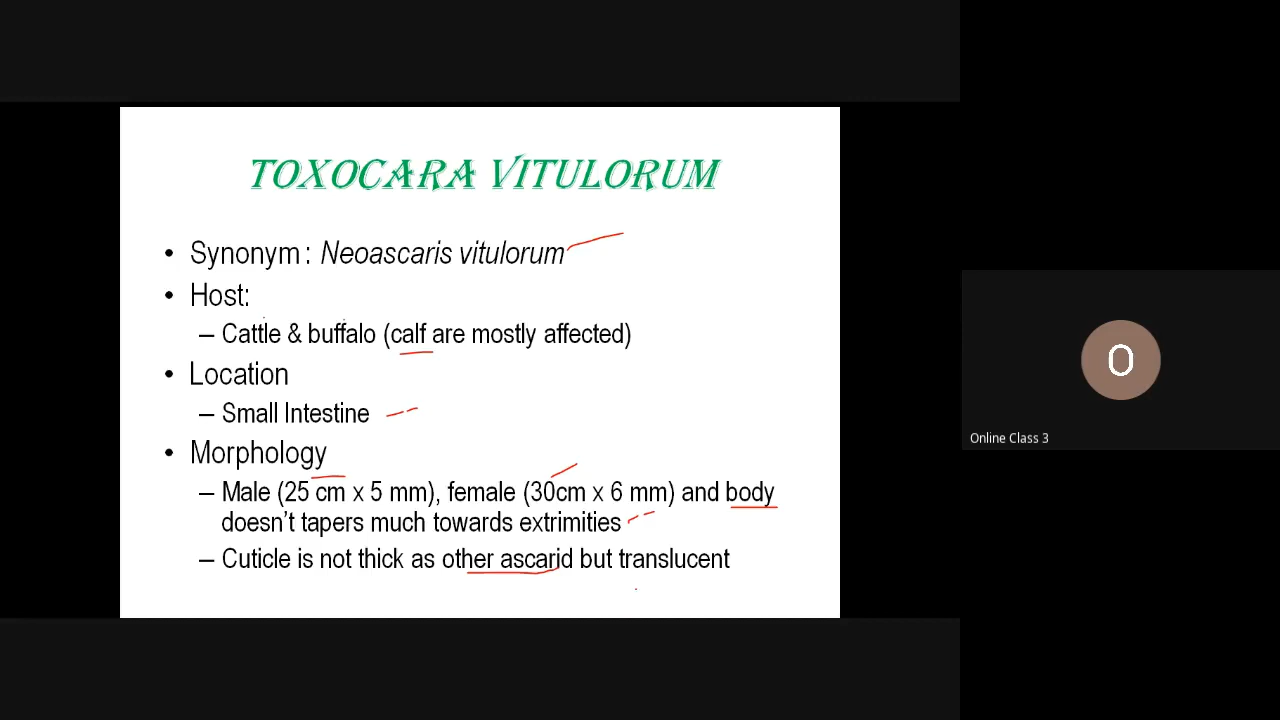 TOXOCARA VITULORUM
• Synonym : Neoascaris vitulorum
• Host:
– Cattle & buffalo (calf are mostly affected)
• Location
– Small Intestine
• Morphology
– Male (25 cm x 5 mm), female (30cm x 6 mm) and body
doesn't tapers much towards extrimities
– Cuticle is not thick as other ascarid but translucent
O
Online Class 3